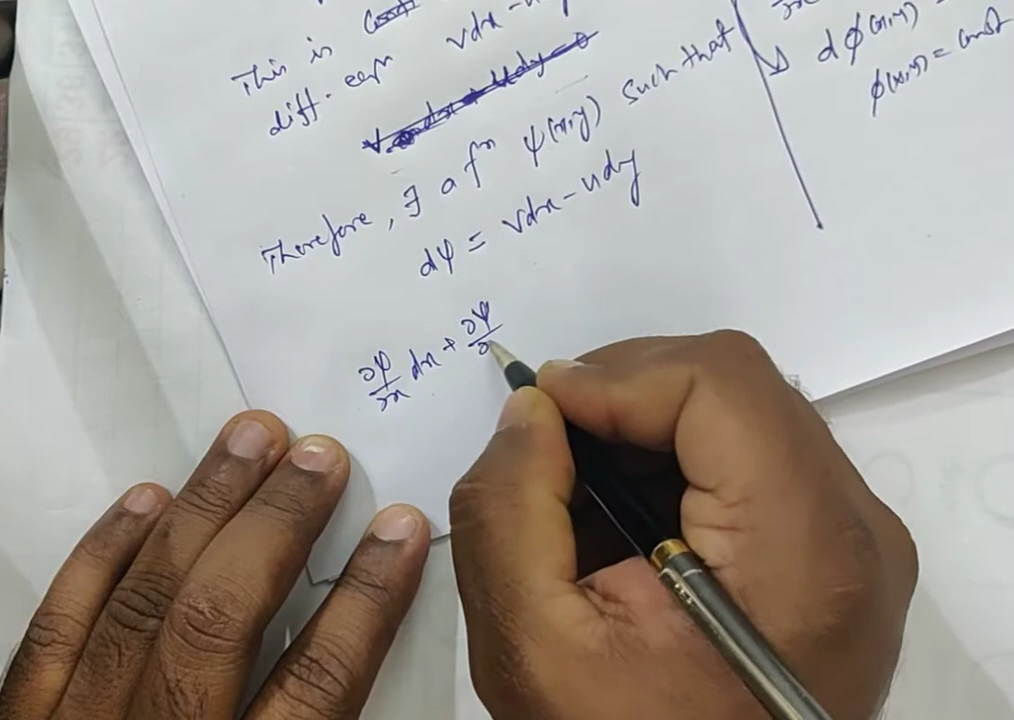 This is
diff. eqn vdx - udy
Therefore, ∃ a fn ψ(x,y) such that
dψ = vdx - udy
∂ψ/∂x dx + ∂ψ/∂
dφ(x,y) =
φ(x,y) = const